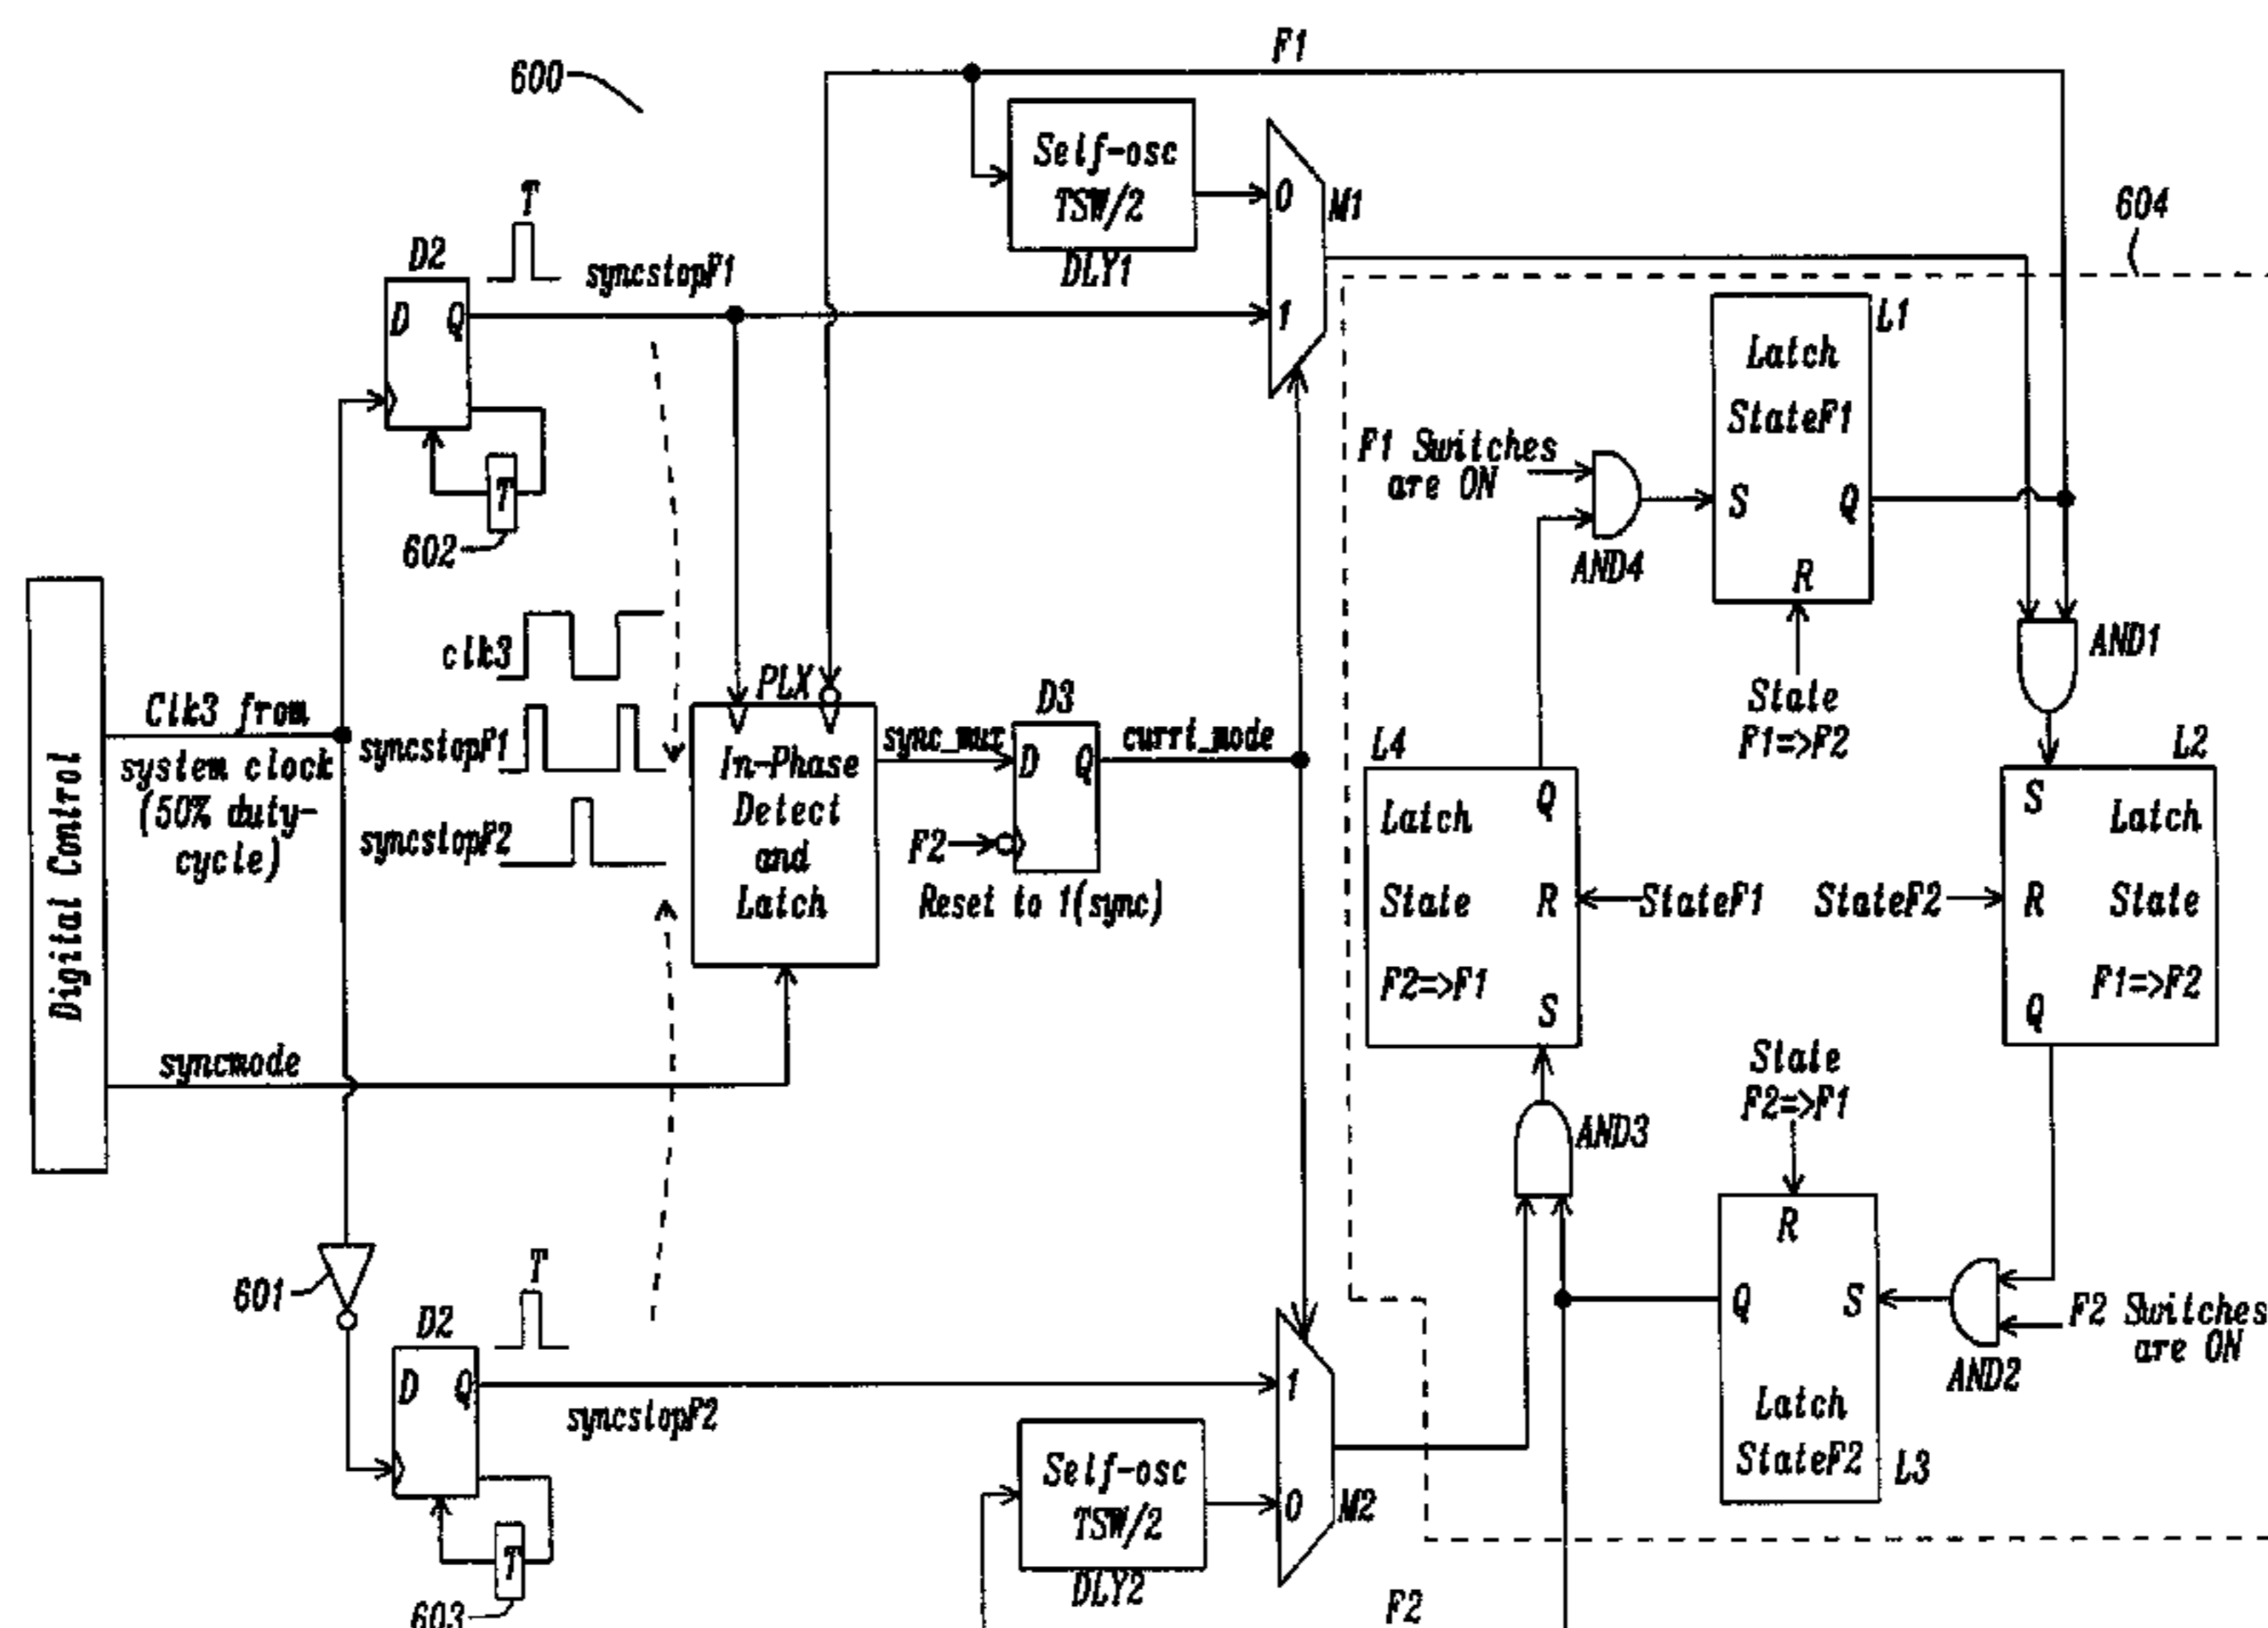 600
F1
Self-osc
TSW/2
DLY1
0
1
M1
604
T
D2
D Q
syncstopF1
T
602
L1
Latch
StateF1
S Q
R
F1 Switches
are ON
AND4
State
F1=>F2
AND1
clk3
syncstopF1
syncstopF2
Digital Control
Clk3 from
system clock
(50% duty-
cycle)
syncmode
PLX
In-Phase
Detect
and
Latch
sync_mux
D3
D Q
F2
Reset to 1(sync)
currt_mode
L4
Q
Latch
State
R
F2=>F1
S
StateF1
StateF2
L2
S
Latch
R
State
F1=>F2
Q
AND3
State
F2=>F1
R
Q S
Latch
StateF2
L3
AND2
F2 Switches
are ON
601
T
D2
D Q
syncstopF2
T
603
Self-osc
TSW/2
DLY2
1
0
M2
F2